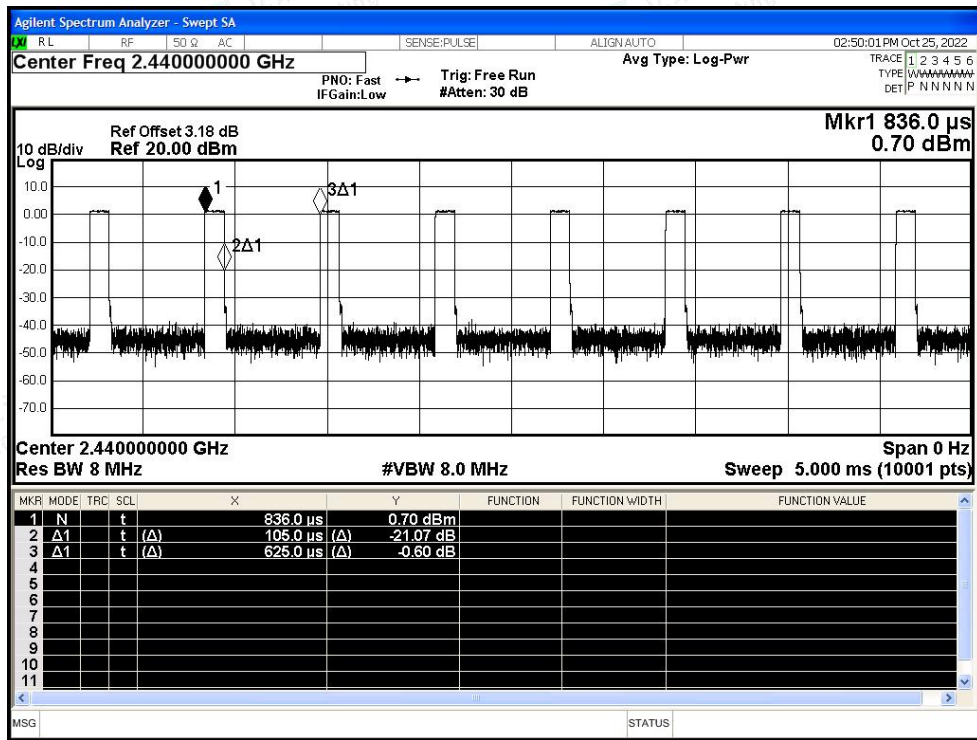 Agilent Spectrum Analyzer - Swept SA
LXI RL RF 50 Ω AC SENSE:PULSE ALIGN AUTO 02:50:01 PM Oct 25, 2022
Center Freq 2.440000000 GHz Avg Type: Log-Pwr TRACE 1 2 3 4 5 6
PNO: Fast Trig: Free Run TYPE WWWWWW
IFGain:Low #Atten: 30 dB DET P N N N N N
Mkr1 836.0 µs
Ref Offset 3.18 dB
10 dB/div Ref 20.00 dBm 0.70 dBm
Log
10.0
1 3Δ1
0.00
-10.0
2Δ1
-20.0
-30.0
-40.0
-50.0
-60.0
-70.0
Center 2.440000000 GHz Span 0 Hz
Res BW 8 MHz #VBW 8.0 MHz Sweep 5.000 ms (10001 pts)
MKR MODE TRC SCL X Y FUNCTION FUNCTION WIDTH FUNCTION VALUE
1 N t 836.0 µs 0.70 dBm
2 Δ1 t (Δ) 105.0 µs (Δ) -21.07 dB
3 Δ1 t (Δ) 625.0 µs (Δ) -0.60 dB
4
5
6
7
8
9
10
11
MSG STATUS